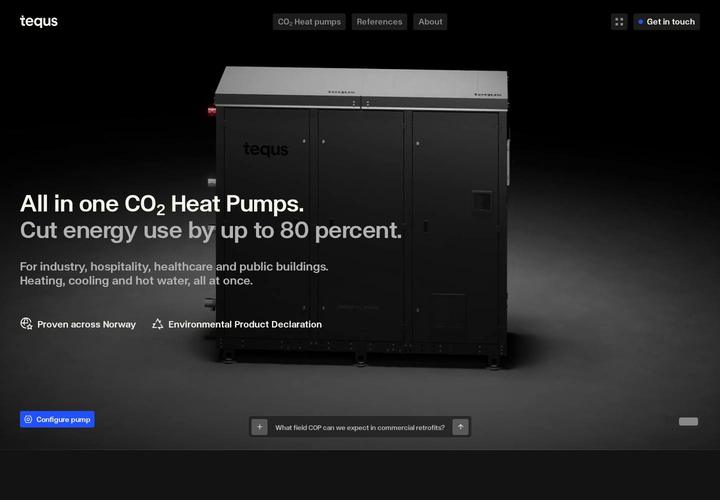 tequs
CO₂ Heat pumps
References
About
Get in touch
tequs
tequs
tequs
All in one CO₂ Heat Pumps.
Cut energy use by up to 80 percent.
For industry, hospitality, healthcare and public buildings.
Heating, cooling and hot water, all at once.
Proven across Norway
Environmental Product Declaration
Configure pump
What field COP can we expect in commercial retrofits?